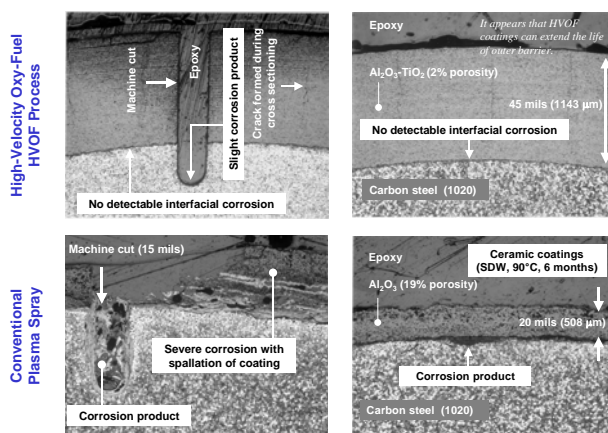 High-Velocity Oxy-Fuel
HVOF Process
Machine cut
Epoxy
Slight corrosion product
Crack formed during
cross sectioning
No detectable interfacial corrosion
Epoxy
It appears that HVOF
coatings can extend the life
of outer barrier.
Al₂O₃-TiO₂ (2% porosity)
45 mils (1143 µm)
No detectable interfacial corrosion
Carbon steel (1020)
Conventional
Plasma Spray
Machine cut (15 mils)
Severe corrosion with
spallation of coating
Corrosion product
Epoxy
Ceramic coatings
(SDW, 90°C, 6 months)
Al₂O₃ (19% porosity)
20 mils (508 µm)
Corrosion product
Carbon steel (1020)